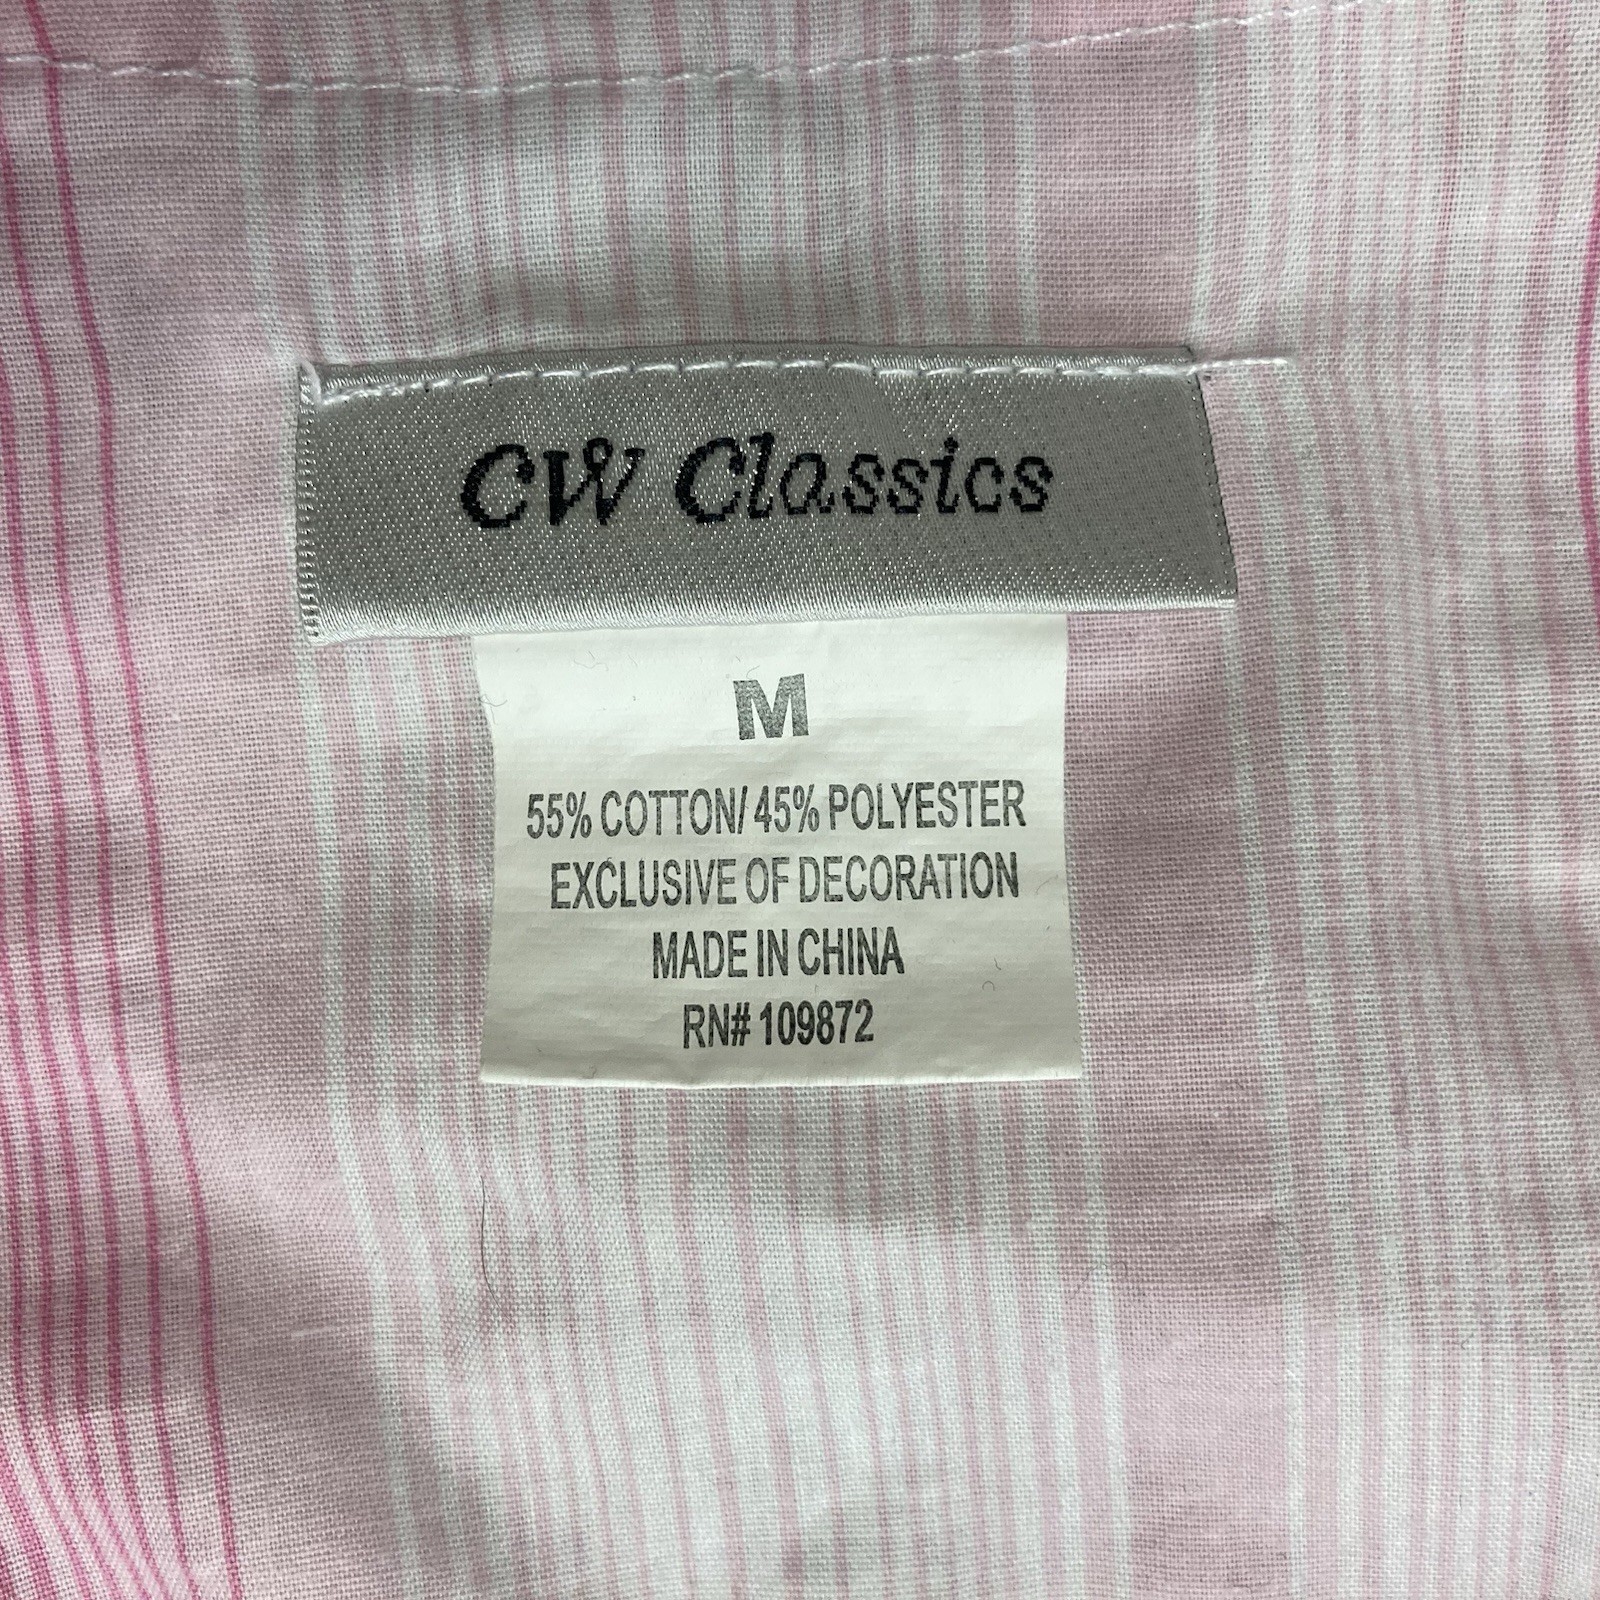 CW Classics
M
55% COTTON/ 45% POLYESTER
EXCLUSIVE OF DECORATION
MADE IN CHINA
RN# 109872